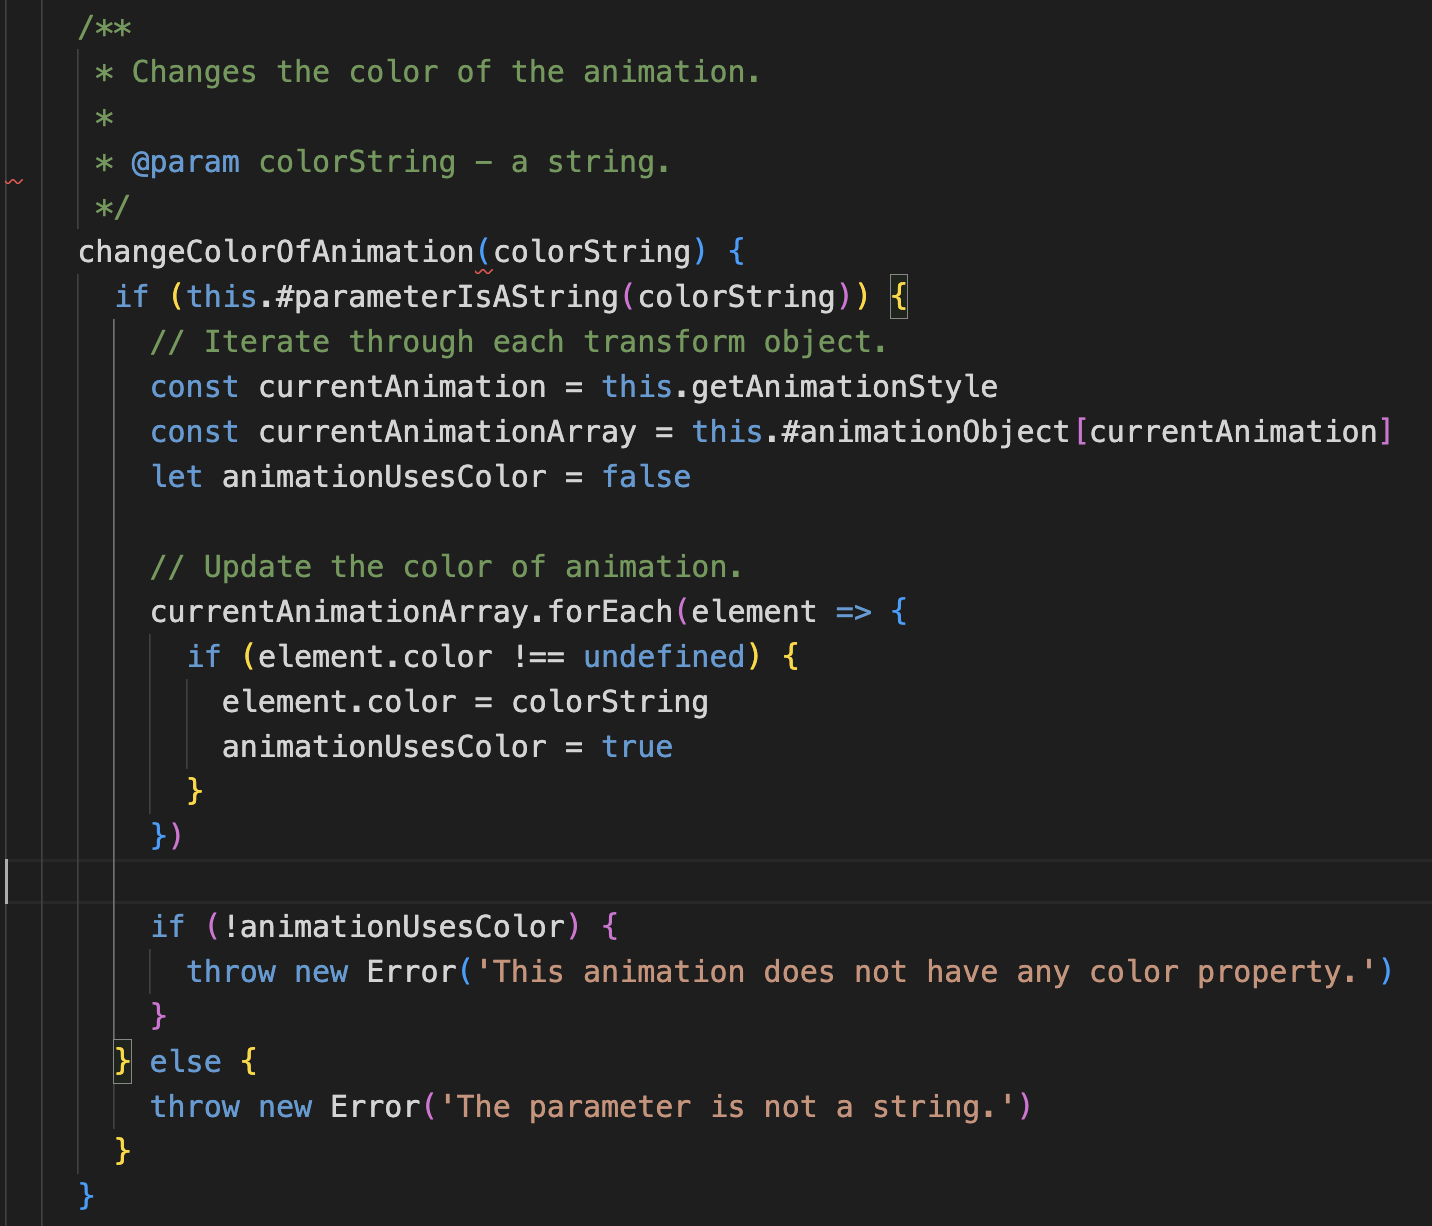 /**
 * Changes the color of the animation.
 *
 * @param colorString - a string.
 */
changeColorOfAnimation(colorString) {
  if (this.#parameterIsAString(colorString)) {
    // Iterate through each transform object.
    const currentAnimation = this.getAnimationStyle
    const currentAnimationArray = this.#animationObject[currentAnimation]
    let animationUsesColor = false

    // Update the color of animation.
    currentAnimationArray.forEach(element => {
      if (element.color !== undefined) {
        element.color = colorString
        animationUsesColor = true
      }
    })

    if (!animationUsesColor) {
      throw new Error('This animation does not have any color property.')
    }
  } else {
    throw new Error('The parameter is not a string.')
  }
}